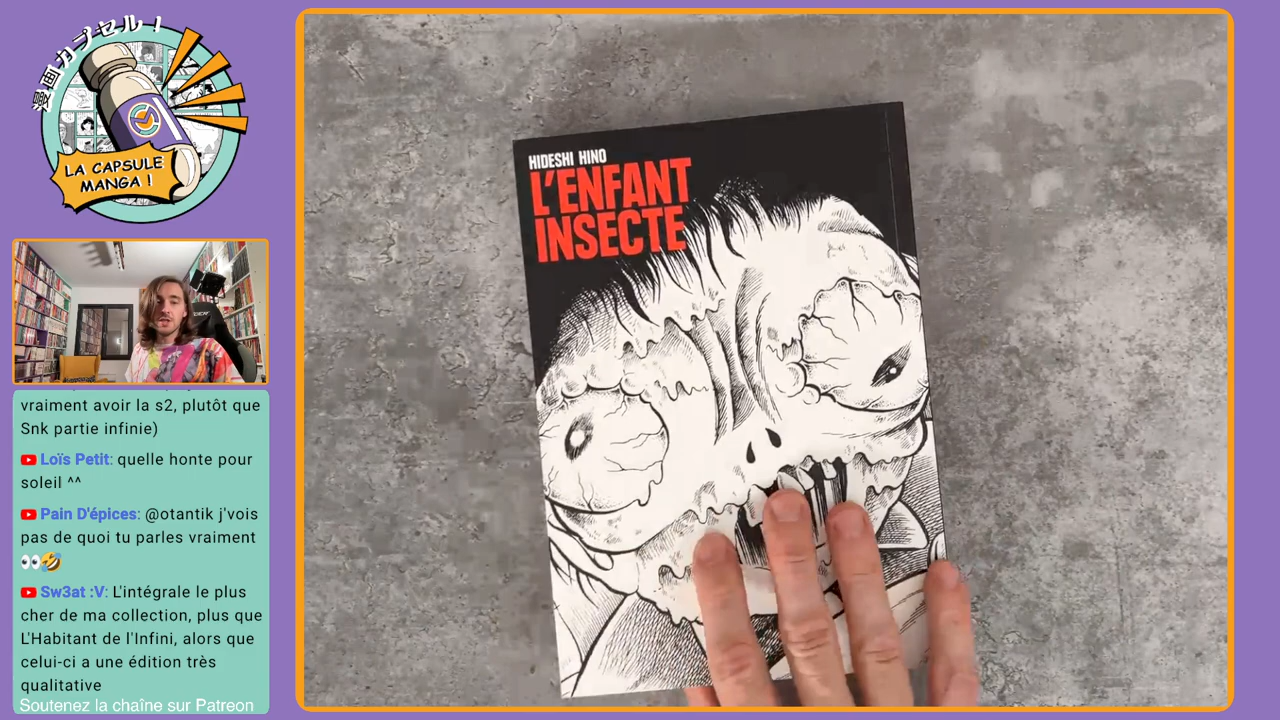 漫画カプセル！
LA CAPSULE
MANGA !
HIDESHI HINO
L'ENFANT
INSECTE
vraiment avoir la s2, plutôt que
Snk partie infinie)
Loïs Petit: quelle honte pour
soleil ^^
Pain D'épices: @otantik j'vois
pas de quoi tu parles vraiment
👀🤣
Sw3at :V: L'intégrale le plus
cher de ma collection, plus que
L'Habitant de l'Infini, alors que
celui-ci a une édition très
qualitative
Soutenez la chaîne sur Patreon